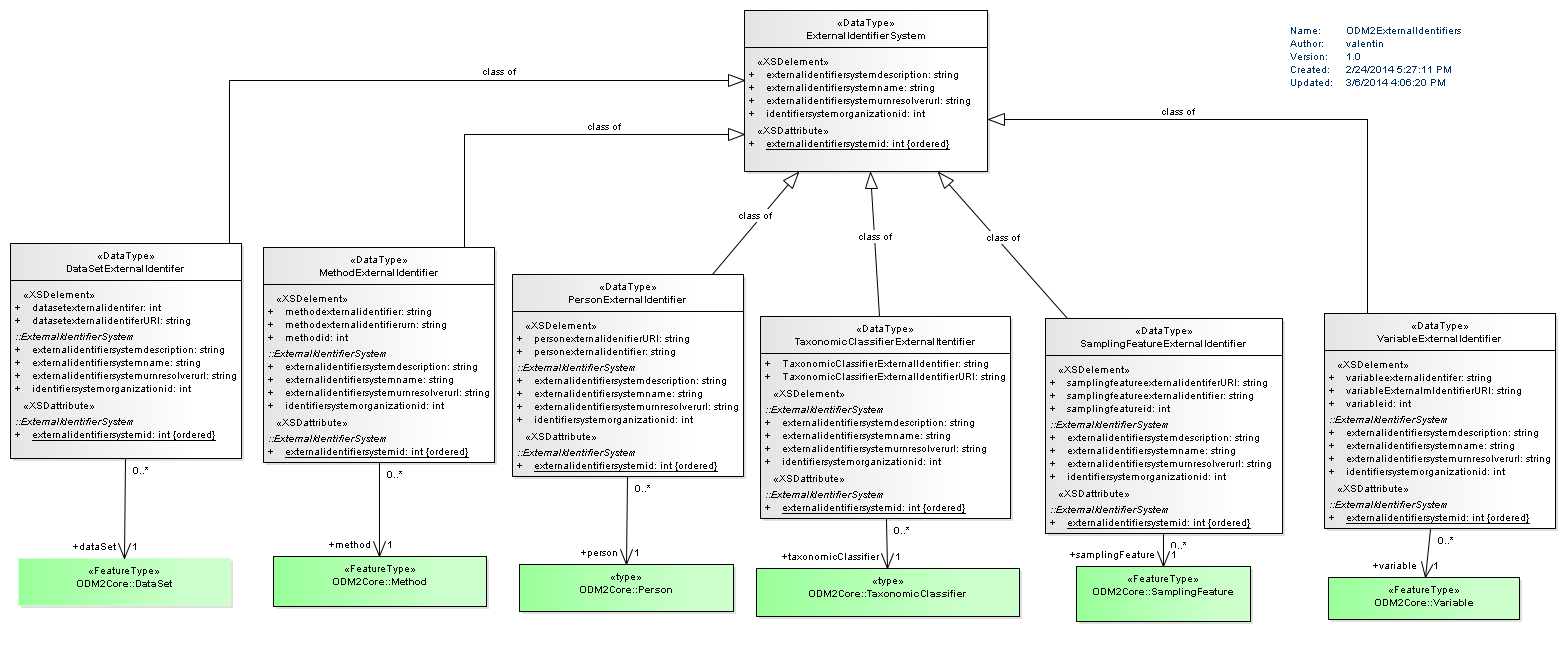 «DataType»
ExternalIdentifierSystem
«XSDelement»
+ externalidentifiersystemdescription: string
+ externalidentifiersystemname: string
+ externalidentifiersystemurnresolverurl: string
+ identifiersystemorganizationid: int
«XSDattribute»
+ externalidentifiersystemid: int {ordered}
Name: ODM2ExternalIdentifiers
Author: valentin
Version: 1.0
Created: 2/24/2014 5:27:11 PM
Updated: 3/6/2014 4:06:20 PM
class of
class of
class of
class of
class of
class of
«DataType»
DataSetExternalIdentifer
«XSDelement»
+ datasetexternalidentifer: int
+ datasetexternalidentiferURI: string
::ExternalIdentifierSystem
+ externalidentifiersystemdescription: string
+ externalidentifiersystemname: string
+ externalidentifiersystemurnresolverurl: string
+ identifiersystemorganizationid: int
«XSDattribute»
::ExternalIdentifierSystem
+ externalidentifiersystemid: int {ordered}
0..*
+dataSet 1
«FeatureType»
ODM2Core::DataSet
«DataType»
MethodExternalIdentifier
«XSDelement»
+ methodexternalidentifier: string
+ methodexternalidentifierurn: string
+ methodid: int
::ExternalIdentifierSystem
+ externalidentifiersystemdescription: string
+ externalidentifiersystemname: string
+ externalidentifiersystemurnresolverurl: string
+ identifiersystemorganizationid: int
«XSDattribute»
::ExternalIdentifierSystem
+ externalidentifiersystemid: int {ordered}
0..*
+method 1
«FeatureType»
ODM2Core::Method
«DataType»
PersonExternalIdentifier
«XSDelement»
+ personexternalidenifierURI: string
+ personexternalidentifier: string
::ExternalIdentifierSystem
+ externalidentifiersystemdescription: string
+ externalidentifiersystemname: string
+ externalidentifiersystemurnresolverurl: string
+ identifiersystemorganizationid: int
«XSDattribute»
::ExternalIdentifierSystem
+ externalidentifiersystemid: int {ordered}
0..*
+person 1
«type»
ODM2Core::Person
«DataType»
TaxonomicClassifierExternalItentifier
+ TaxonomicClassifierExternalIdentifier: string
+ TaxonomicClassifierExternalIdentifierURI: string
«XSDelement»
::ExternalIdentifierSystem
+ externalidentifiersystemdescription: string
+ externalidentifiersystemname: string
+ externalidentifiersystemurnresolverurl: string
+ identifiersystemorganizationid: int
«XSDattribute»
::ExternalIdentifierSystem
+ externalidentifiersystemid: int {ordered}
0..*
+taxonomicClassifier 1
«type»
ODM2Core::TaxonomicClassifier
«DataType»
SamplingFeatureExternalIdentifier
«XSDelement»
+ samplingfeatureexternalidentiferURI: string
+ samplingfeatureexternalidentifier: string
+ samplingfeatureid: int
::ExternalIdentifierSystem
+ externalidentifiersystemdescription: string
+ externalidentifiersystemname: string
+ externalidentifiersystemurnresolverurl: string
+ identifiersystemorganizationid: int
«XSDattribute»
::ExternalIdentifierSystem
+ externalidentifiersystemid: int {ordered}
0..*
+samplingFeature 1
«FeatureType»
ODM2Core::SamplingFeature
«DataType»
VariableExternalIdentifier
«XSDelement»
+ variableexternalidentifer: string
+ variableExternalmIdentifierURI: string
+ variableid: int
::ExternalIdentifierSystem
+ externalidentifiersystemdescription: string
+ externalidentifiersystemname: string
+ externalidentifiersystemurnresolverurl: string
+ identifiersystemorganizationid: int
«XSDattribute»
::ExternalIdentifierSystem
+ externalidentifiersystemid: int {ordered}
0..*
+variable 1
«FeatureType»
ODM2Core::Variable